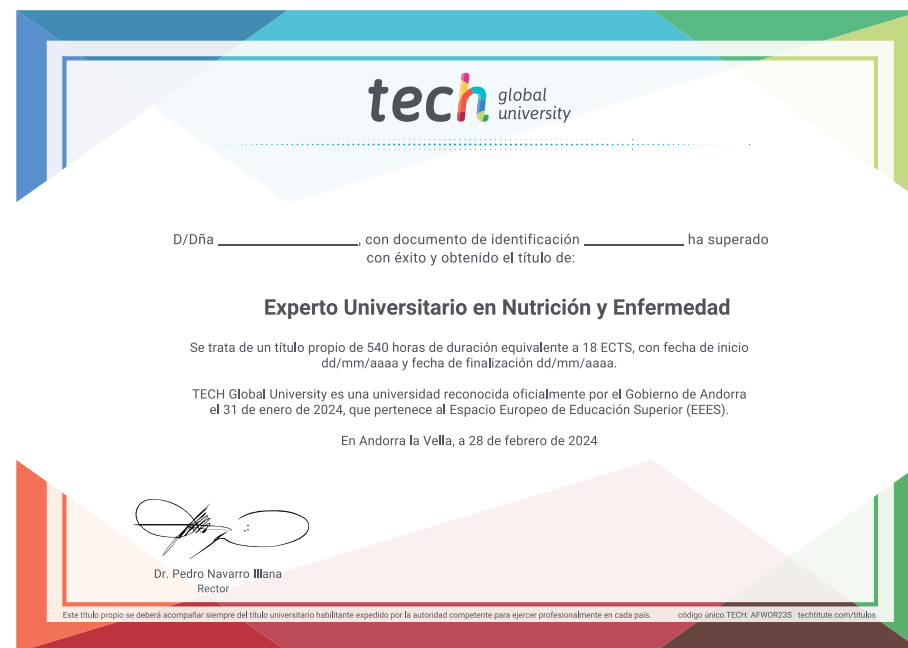 tech global
university
D/Dña ____________________, con documento de identificación ______________ ha superado
con éxito y obtenido el título de:
Experto Universitario en Nutrición y Enfermedad
Se trata de un título propio de 540 horas de duración equivalente a 18 ECTS, con fecha de inicio
dd/mm/aaaa y fecha de finalización dd/mm/aaaa.
TECH Global University es una universidad reconocida oficialmente por el Gobierno de Andorra
el 31 de enero de 2024, que pertenece al Espacio Europeo de Educación Superior (EEES).
En Andorra la Vella, a 28 de febrero de 2024
Dr. Pedro Navarro Illana
Rector
Este título propio se deberá acompañar siempre del título universitario habilitante expedido por la autoridad competente para ejercer profesionalmente en cada país. código único TECH: AFWOR23S techtitute.com/titulos